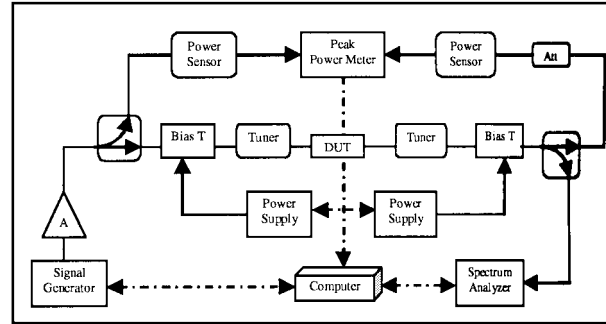 Power
Sensor
Peak
Power Meter
Power
Sensor
Att
Bias T
Tuner
DUT
Tuner
Bias T
A
Power
Supply
Power
Supply
Signal
Generator
Computer
Spectrum
Analyzer